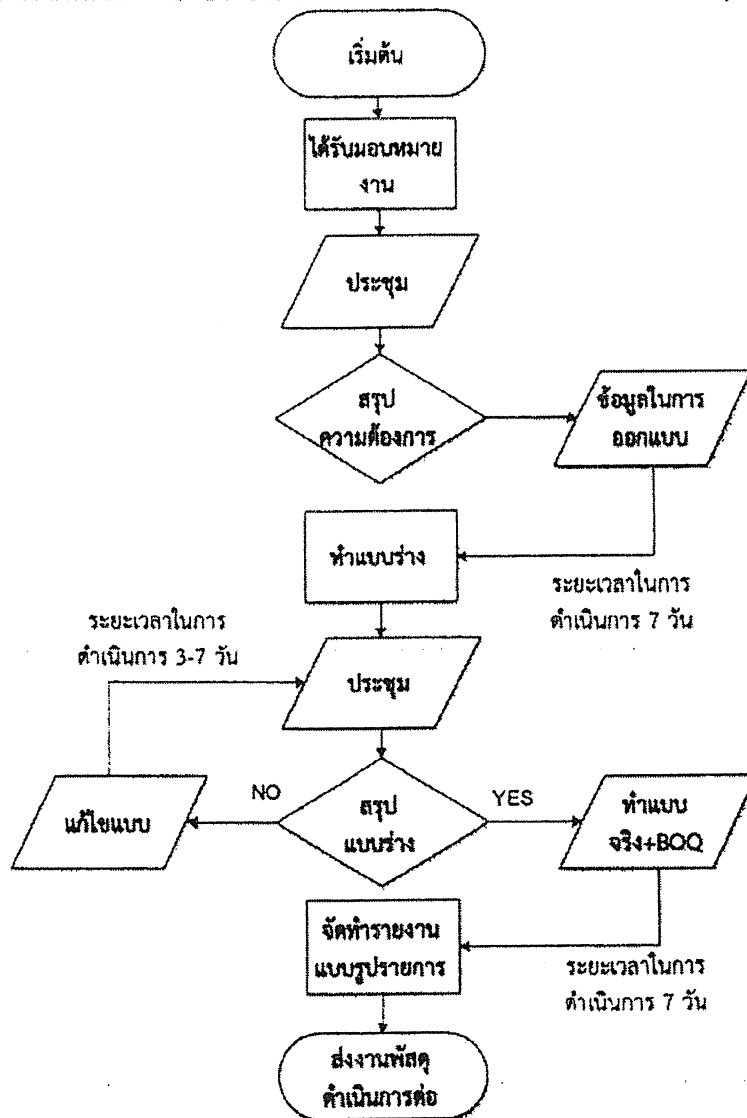 เริ่มต้น
ได้รับมอบหมาย
งาน
ประชุม
สรุป
ความต้องการ
ข้อมูลในการ
ออกแบบ
ทำแบบร่าง
ระยะเวลาในการ
ดำเนินการ 7 วัน
ระยะเวลาในการ
ดำเนินการ 3-7 วัน
ประชุม
NO
YES
แก้ไขแบบ
สรุป
แบบร่าง
ทำแบบ
จริง+BOQ
จัดทำรายงาน
แบบรูปรายการ
ระยะเวลาในการ
ดำเนินการ 7 วัน
ส่งงานพัสดุ
ดำเนินการต่อ